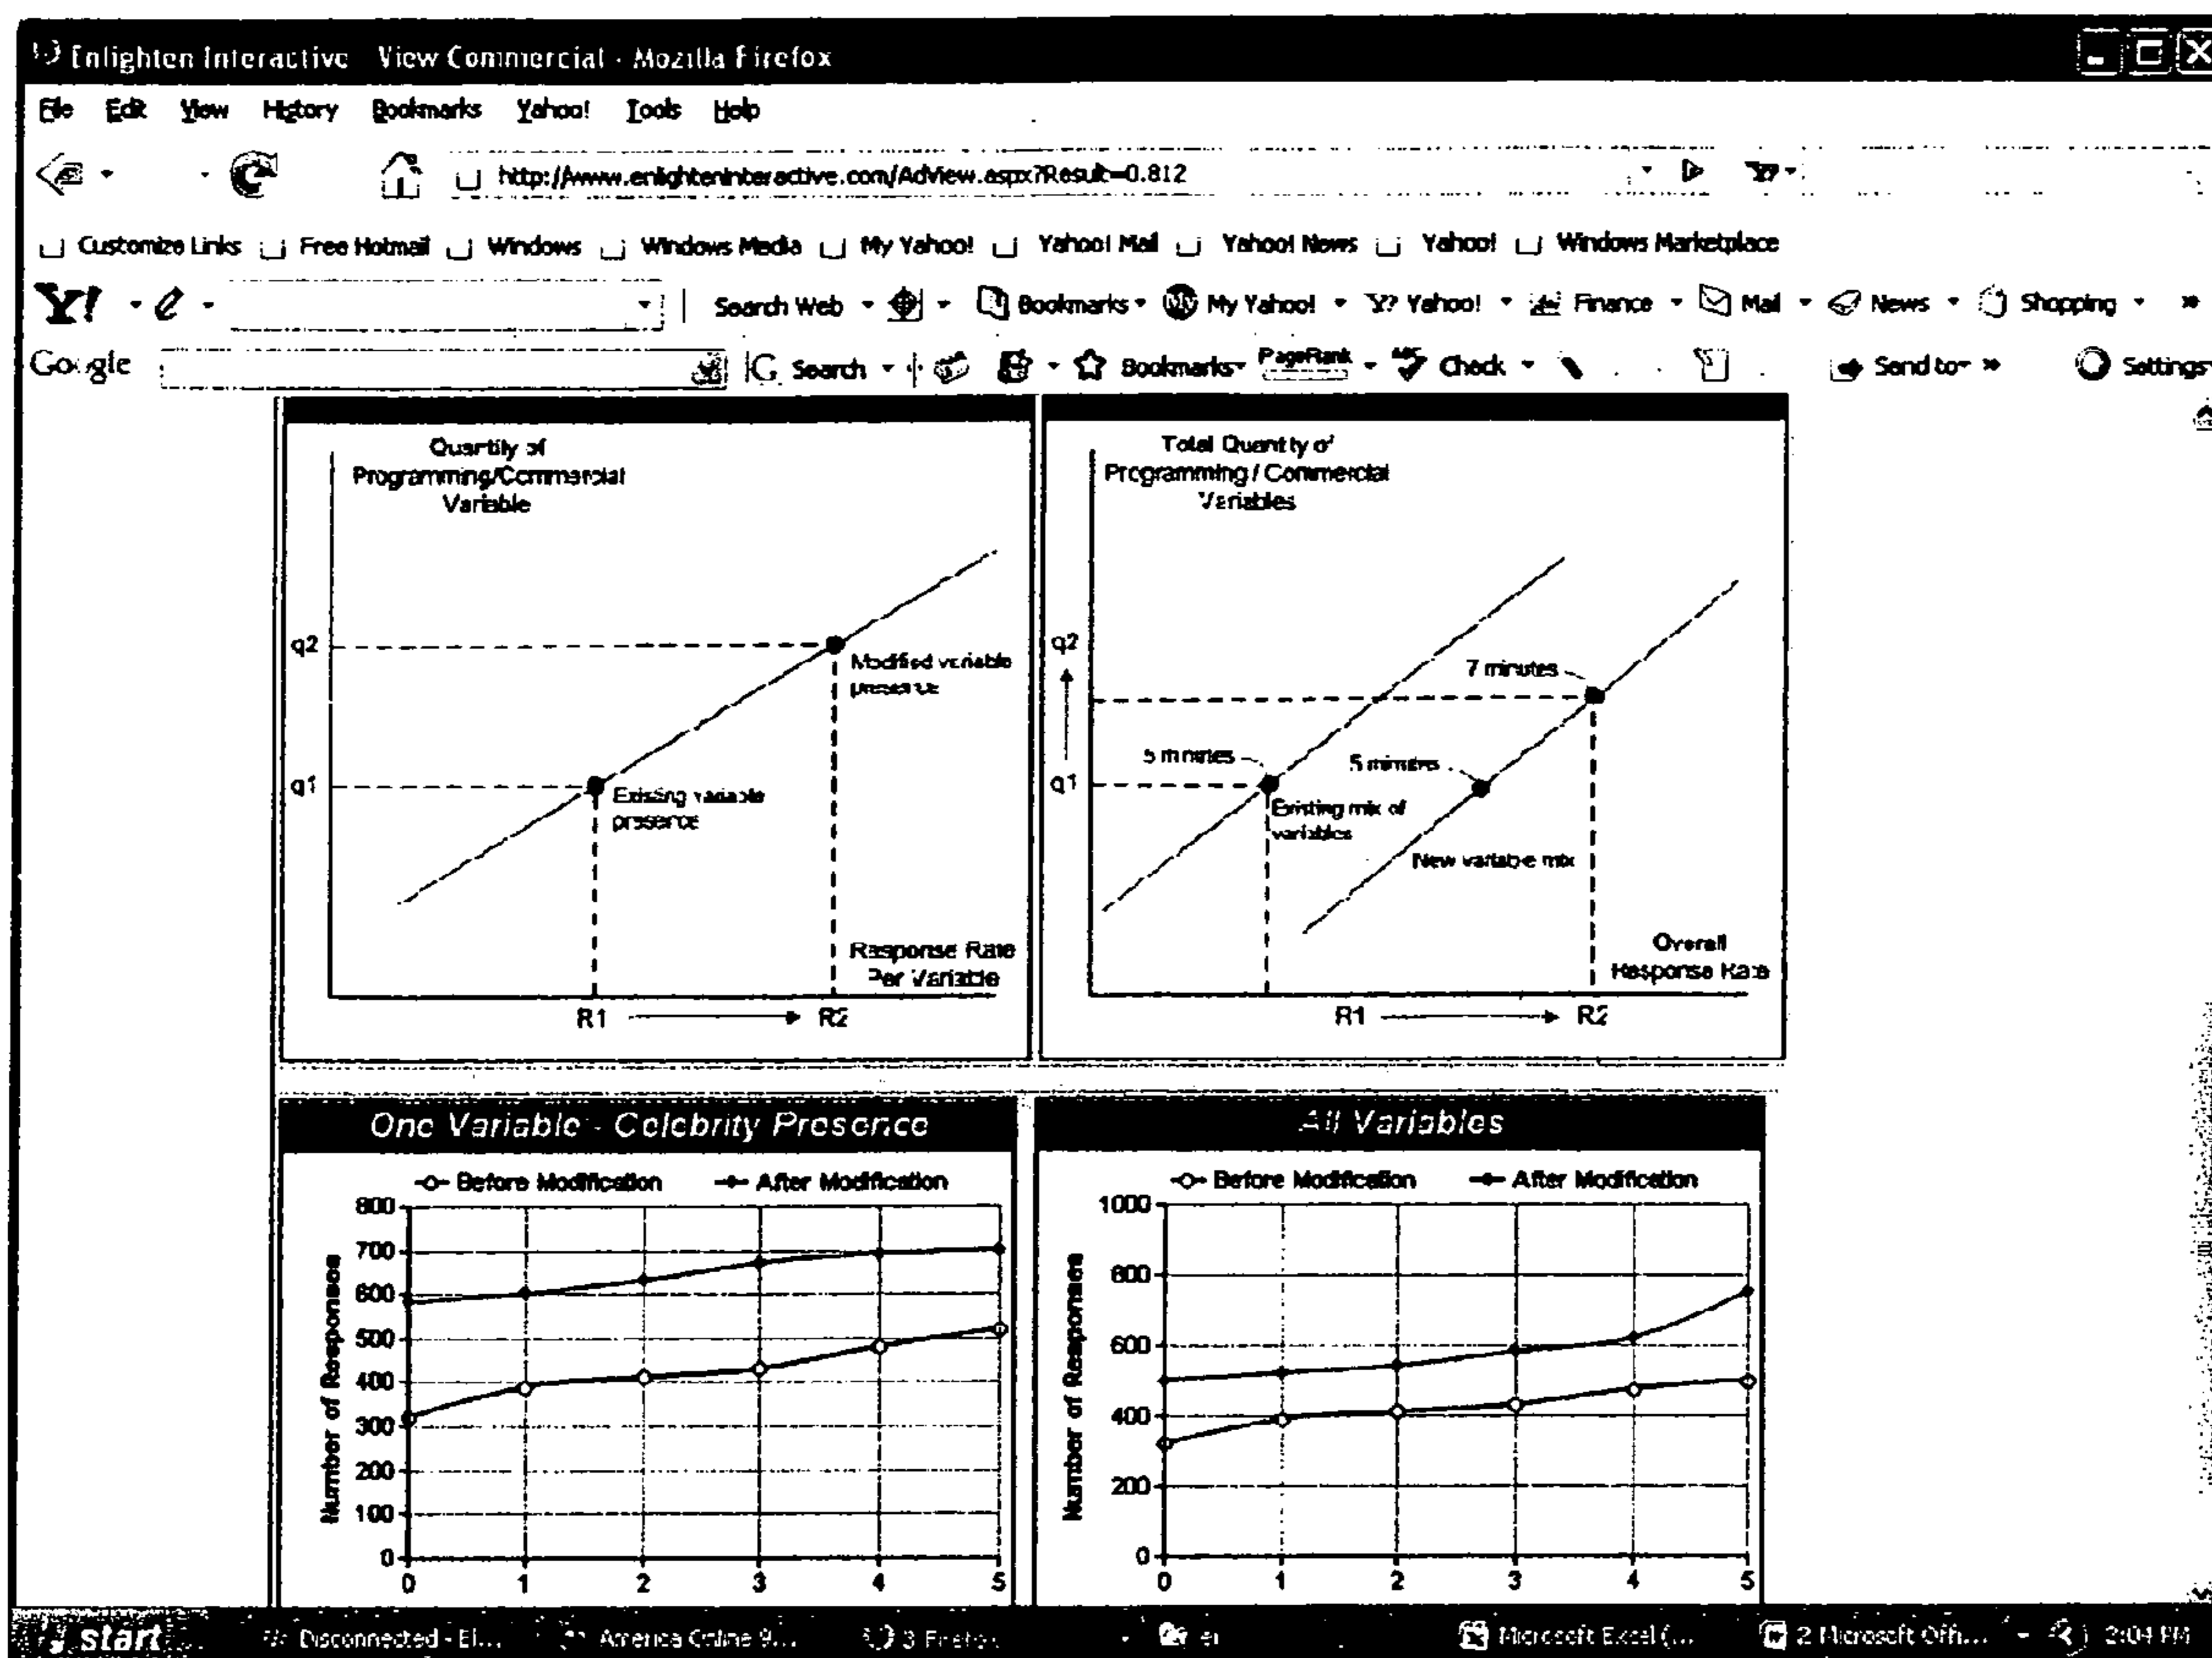 Enlighten Interactive View Commercial - Mozilla Firefox
File Edit View History Bookmarks Yahoo! Tools Help
http://www.enlighteninteractive.com/AdView.aspx?Result=0.812
Customize Links Free Hotmail Windows Windows Media My Yahoo! Yahoo! Mail Yahoo! News Yahoo! Windows Marketplace
Y! Search Web Bookmarks My Yahoo! Y? Yahoo! Finance Mail News Shopping »
Google G Search Bookmarks PageRank ABC Check Send to » Settings
Quantity of
Programming/Commercial
Variable
q2
Modified variable
presence
q1
Existing variable
presence
Response Rate
Per Variable
R1 R2
Total Quantity of
Programming / Commercial
Variables
q2
7 minutes
5 minutes
5 minutes
q1
Existing mix of
variables
New variable mix
Overall
Response Rate
R1 R2
One Variable - Celebrity Presence
Before Modification After Modification
Number of Responses
800
700
600
500
400
300
200
100
0
0 1 2 3 4 5
All Variables
Before Modification After Modification
Number of Responses
1000
800
600
400
200
0
0 1 2 3 4 5
start Disconnected - El... America Online 9... 3 Firefox er Microsoft Excel (... 2 Microsoft Offi... 2:04 PM